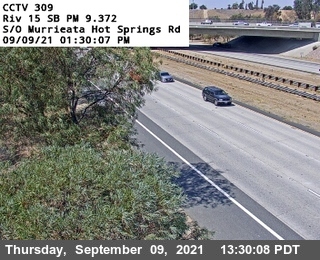 CCTV 309
Riv 15 SB PM 9.372
S/O Murrieata Hot Springs Rd
09/09/21 01:30:07 PM
Thursday, September 09, 2021 13:30:08 PDT